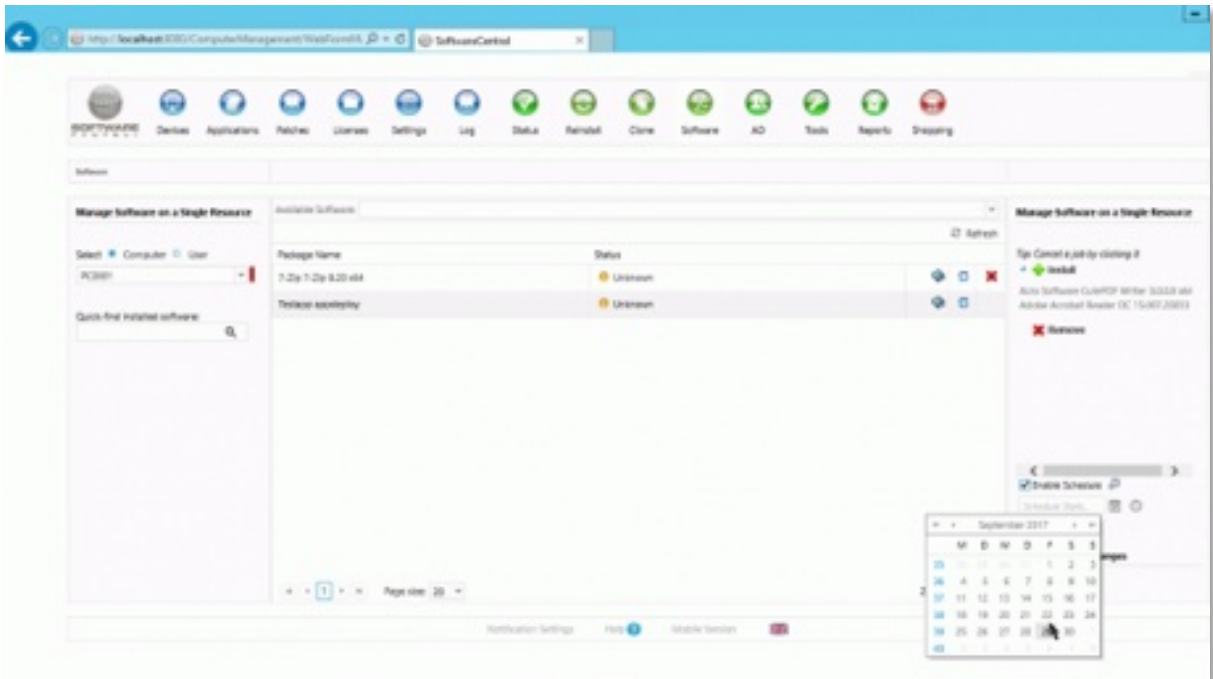 http://localhost:
SoftwareControl
SOFTWARE
CONTROL
Devices
Applications
Patches
Licenses
Settings
Log
Status
Reinstall
Clone
Software
AD
Tools
Reports
Shopping
Software
Manage Software on a Single Resource
Select Computer User
PC0001
Quick-find installed software:
Available Software
Refresh
Package Name Status
7-Zip 7-Zip 9.20 x64 Unknown
Unknown
1 Page size: 20
Manage Software on a Single Resource
Tip: Cancel a job by clicking it
Install
Acro Software CutePDF Writer
Adobe Acrobat Reader DC
Remove
Enable Schedule
September 2017
M D W D F S S
35 1 2 3
36 4 5 6 7 8 9 10
37 11 12 13 14 15 16 17
38 18 19 20 21 22 23 24
39 25 26 27 28 29 30
40
Notification Settings Help Mobile Version